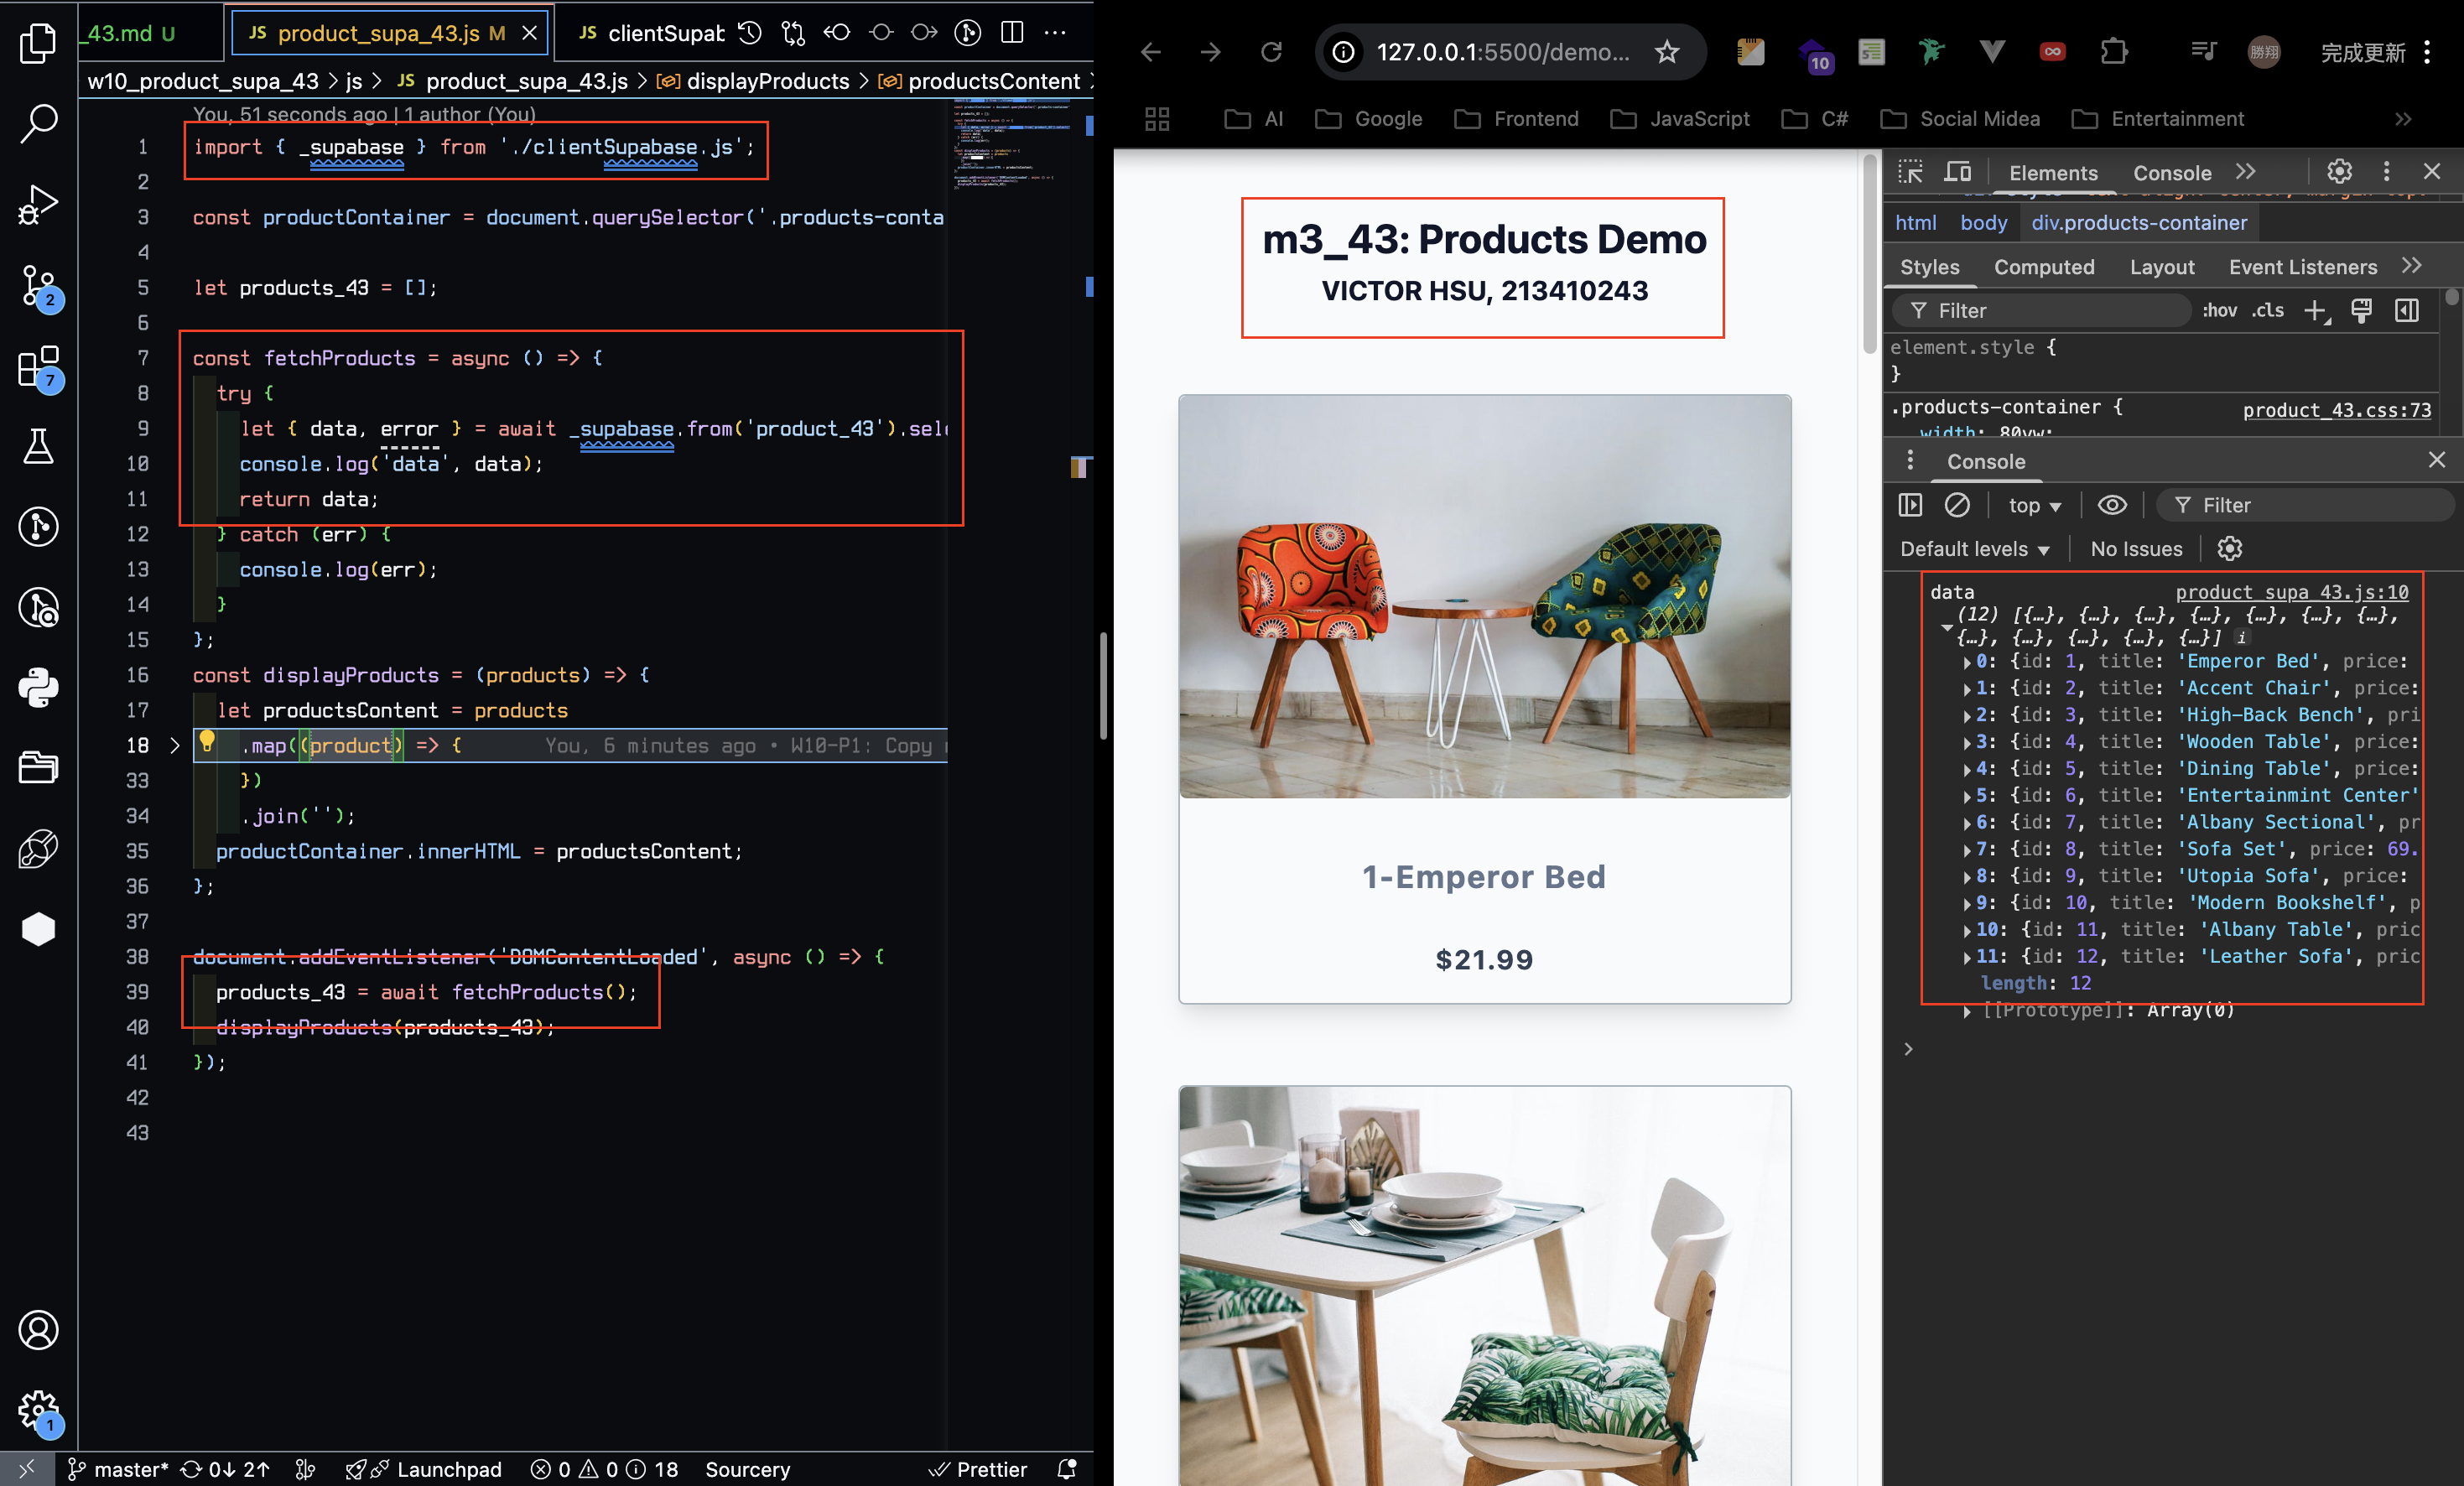 _43.md U
JS product_supa_43.js M
JS clientSupab
w10_product_supa_43 > js > JS product_supa_43.js > displayProducts > productsContent
You, 51 seconds ago | 1 author (You)
1 import { _supabase } from './clientSupabase.js';
2
3 const productContainer = document.querySelector('.products-conta
4
5 let products_43 = [];
6
7 const fetchProducts = async () => {
8 try {
9 let { data, error } = await _supabase.from('product_43').sele
10 console.log('data', data);
11 return data;
12 } catch (err) {
13 console.log(err);
14 }
15 };
16 const displayProducts = (products) => {
17 let productsContent = products
18 .map((product) => { You, 6 minutes ago • W10-P1: Copy
33 })
34 .join('');
35 productContainer.innerHTML = productsContent;
36 };
37
38 document.addEventListener('DOMContentLoaded', async () => {
39 products_43 = await fetchProducts();
40 displayProducts(products_43);
41 });
42
43
2
7
1
master* 0↓ 2↑ Launchpad 0 0 18 Sourcery Prettier
127.0.0.1:5500/demo...
10
勝翔
完成更新
AI Google Frontend JavaScript C# Social Midea Entertainment
m3_43: Products Demo
VICTOR HSU, 213410243
1-Emperor Bed
$21.99
Elements Console
html body div.products-container
Styles Computed Layout Event Listeners
Filter :hov .cls
element.style {
}
.products-container { product_43.css:73
width: 80vw;
Console
top Filter
Default levels No Issues
data product_supa_43.js:10
(12) [{…}, {…}, {…}, {…}, {…}, {…}, {…},
{…}, {…}, {…}, {…}, {…}] i
0: {id: 1, title: 'Emperor Bed', price:
1: {id: 2, title: 'Accent Chair', price:
2: {id: 3, title: 'High-Back Bench', pri
3: {id: 4, title: 'Wooden Table', price:
4: {id: 5, title: 'Dining Table', price:
5: {id: 6, title: 'Entertainmint Center'
6: {id: 7, title: 'Albany Sectional', pr
7: {id: 8, title: 'Sofa Set', price: 69.
8: {id: 9, title: 'Utopia Sofa', price:
9: {id: 10, title: 'Modern Bookshelf', p
10: {id: 11, title: 'Albany Table', pric
11: {id: 12, title: 'Leather Sofa', pric
length: 12
[[Prototype]]: Array(0)